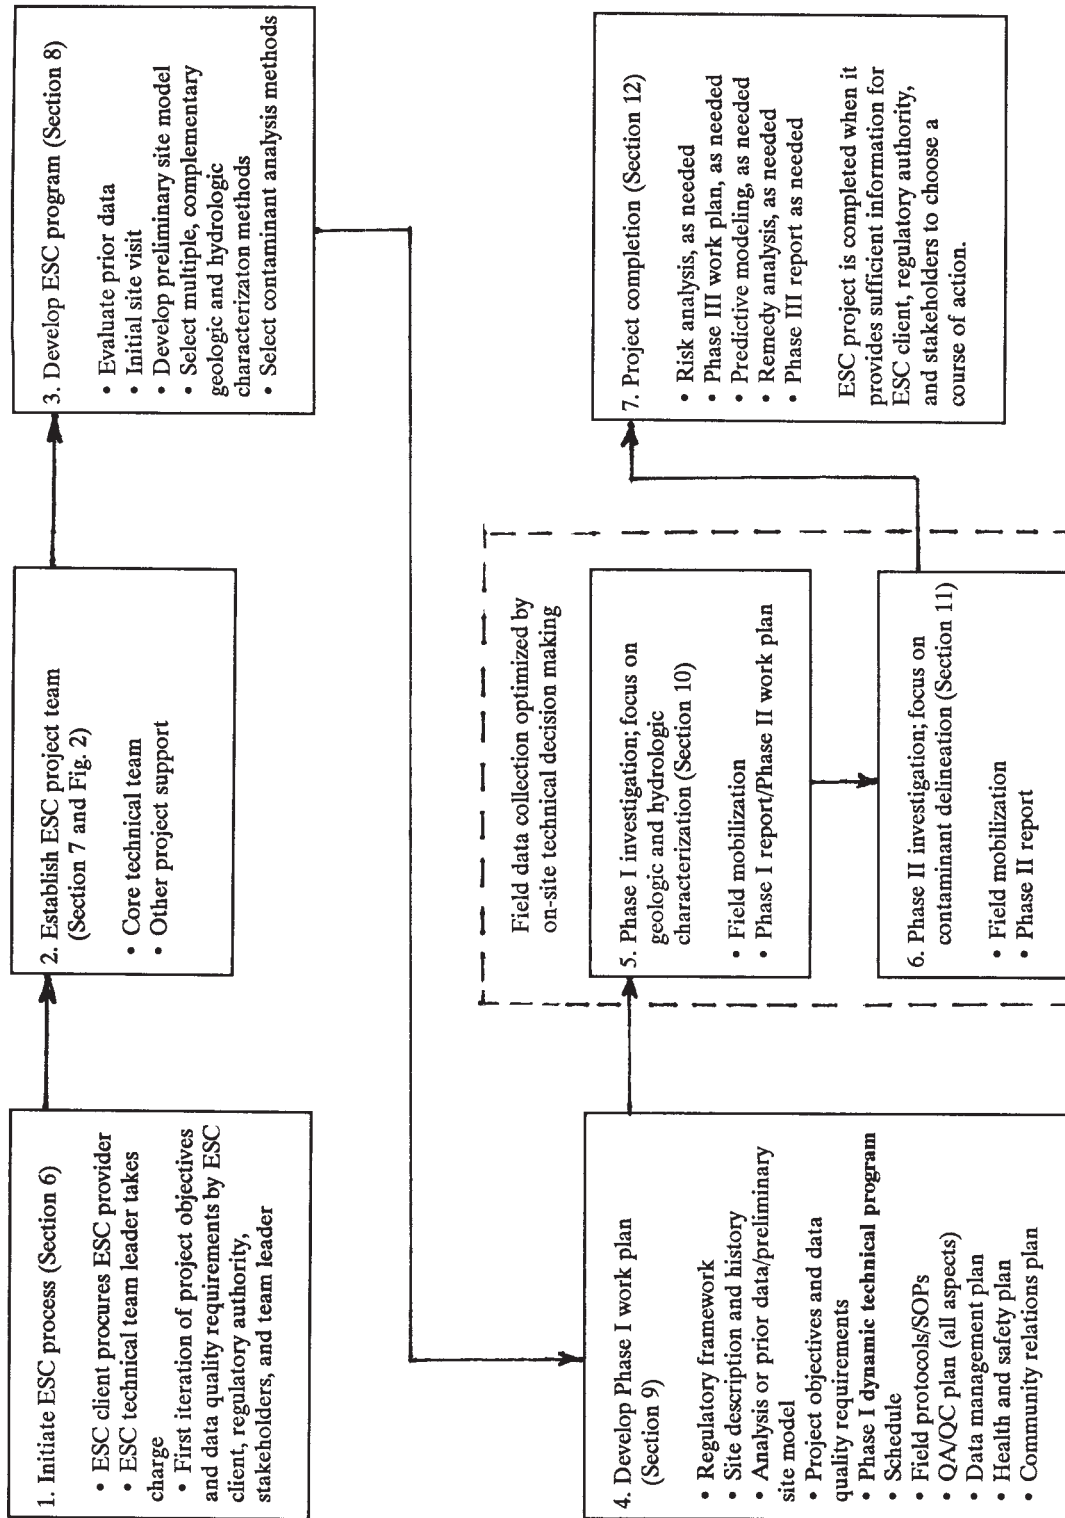 1. Initiate ESC process (Section 6)
• ESC client procures ESC provider
• ESC technical team leader takes
charge
• First iteration of project objectives
and data quality requirements by ESC
client, regulatory authority,
stakeholders, and team leader
2. Establish ESC project team
(Section 7 and Fig. 2)
• Core technical team
• Other project support
3. Develop ESC program (Section 8)
• Evaluate prior data
• Initial site visit
• Develop preliminary site model
• Select multiple, complementary
geologic and hydrologic
characterizaton methods
• Select contaminant analysis methods
4. Develop Phase I work plan
(Section 9)
• Regulatory framework
• Site description and history
• Analysis or prior data/preliminary
site model
• Project objectives and data
quality requirements
• Phase I dynamic technical program
• Schedule
• Field protocols/SOPs
• QA/QC plan (all aspects)
• Data management plan
• Health and safety plan
• Community relations plan
Field data collection optimized by
on-site technical decision making
5. Phase I investigation; focus on
geologic and hydrologic
characterization (Section 10)
• Field mobilization
• Phase I report/Phase II work plan
6. Phase II investigation; focus on
contaminant delineation (Section 11)
• Field mobilization
• Phase II report
7. Project completion (Section 12)
• Risk analysis, as needed
• Phase III work plan, as needed
• Predictive modeling, as needed
• Remedy analysis, as needed
• Phase III report as needed
ESC project is completed when it
provides sufficient information for
ESC client, regulatory authority,
and stakeholders to choose a
course of action.